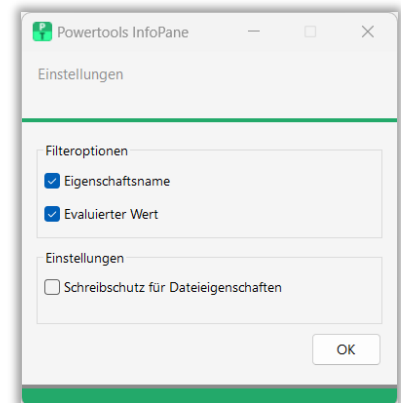 Powertools InfoPane
Einstellungen
Filteroptionen
Eigenschaftsname
Evaluierter Wert
Einstellungen
Schreibschutz für Dateieigenschaften
OK